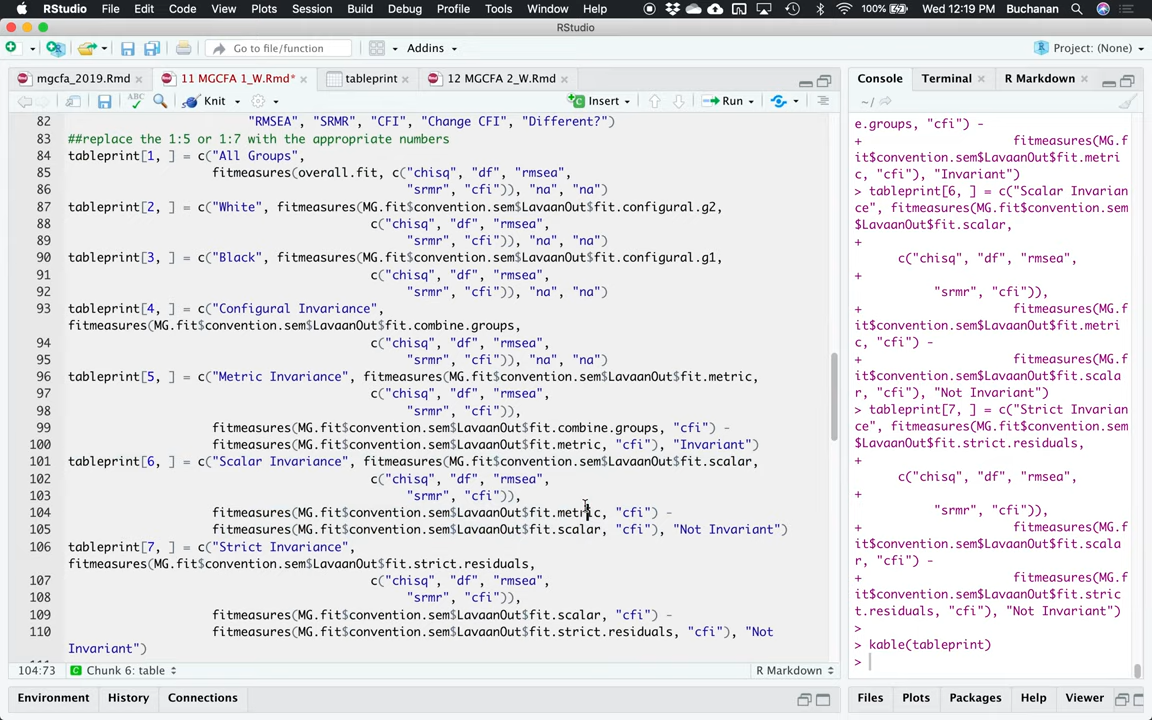 RStudio File Edit Code View Plots Session Build Debug Profile Tools Window Help 100% Wed 12:19 PM Buchanan
RStudio
Go to file/function Addins Project: (None)
mgcfa_2019.Rmd 11 MGCFA 1_W.Rmd* tableprint 12 MGCFA 2_W.Rmd
ABC Knit Insert Run
82 "RMSEA", "SRMR", "CFI", "Change CFI", "Different?")
83 ##replace the 1:5 or 1:7 with the appropriate numbers
84 tableprint[1, ] = c("All Groups",
85 fitmeasures(overall.fit, c("chisq", "df", "rmsea",
86 "srmr", "cfi")), "na", "na")
87 tableprint[2, ] = c("White", fitmeasures(MG.fit$convention.sem$LavaanOut$fit.configural.g2,
88 c("chisq", "df", "rmsea",
89 "srmr", "cfi")), "na", "na")
90 tableprint[3, ] = c("Black", fitmeasures(MG.fit$convention.sem$LavaanOut$fit.configural.g1,
91 c("chisq", "df", "rmsea",
92 "srmr", "cfi")), "na", "na")
93 tableprint[4, ] = c("Configural Invariance",
fitmeasures(MG.fit$convention.sem$LavaanOut$fit.combine.groups,
94 c("chisq", "df", "rmsea",
95 "srmr", "cfi")), "na", "na")
96 tableprint[5, ] = c("Metric Invariance", fitmeasures(MG.fit$convention.sem$LavaanOut$fit.metric,
97 c("chisq", "df", "rmsea",
98 "srmr", "cfi")),
99 fitmeasures(MG.fit$convention.sem$LavaanOut$fit.combine.groups, "cfi") -
100 fitmeasures(MG.fit$convention.sem$LavaanOut$fit.metric, "cfi"), "Invariant")
101 tableprint[6, ] = c("Scalar Invariance", fitmeasures(MG.fit$convention.sem$LavaanOut$fit.scalar,
102 c("chisq", "df", "rmsea",
103 "srmr", "cfi")),
104 fitmeasures(MG.fit$convention.sem$LavaanOut$fit.metric, "cfi") -
105 fitmeasures(MG.fit$convention.sem$LavaanOut$fit.scalar, "cfi"), "Not Invariant")
106 tableprint[7, ] = c("Strict Invariance",
fitmeasures(MG.fit$convention.sem$LavaanOut$fit.strict.residuals,
107 c("chisq", "df", "rmsea",
108 "srmr", "cfi")),
109 fitmeasures(MG.fit$convention.sem$LavaanOut$fit.scalar, "cfi") -
110 fitmeasures(MG.fit$convention.sem$LavaanOut$fit.strict.residuals, "cfi"), "Not
Invariant")
104:73 Chunk 6: table R Markdown
Environment History Connections
Console Terminal R Markdown
~/
e.groups, "cfi") -
+ fitmeasures(MG.f
it$convention.sem$LavaanOut$fit.metri
c, "cfi"), "Invariant")
> tableprint[6, ] = c("Scalar Invarian
ce", fitmeasures(MG.fit$convention.sem
$LavaanOut$fit.scalar,
+
c("chisq", "df", "rmsea",
+
"srmr", "cfi")),
+ fitmeasures(MG.f
it$convention.sem$LavaanOut$fit.metri
c, "cfi") -
+ fitmeasures(MG.f
it$convention.sem$LavaanOut$fit.scala
r, "cfi"), "Not Invariant")
> tableprint[7, ] = c("Strict Invarian
ce", fitmeasures(MG.fit$convention.sem
$LavaanOut$fit.strict.residuals,
+
c("chisq", "df", "rmsea",
+
"srmr", "cfi")),
+ fitmeasures(MG.f
it$convention.sem$LavaanOut$fit.scala
r, "cfi") -
+ fitmeasures(MG.f
it$convention.sem$LavaanOut$fit.stric
t.residuals, "cfi"), "Not Invariant")
>
> kable(tableprint)
>
Files Plots Packages Help Viewer